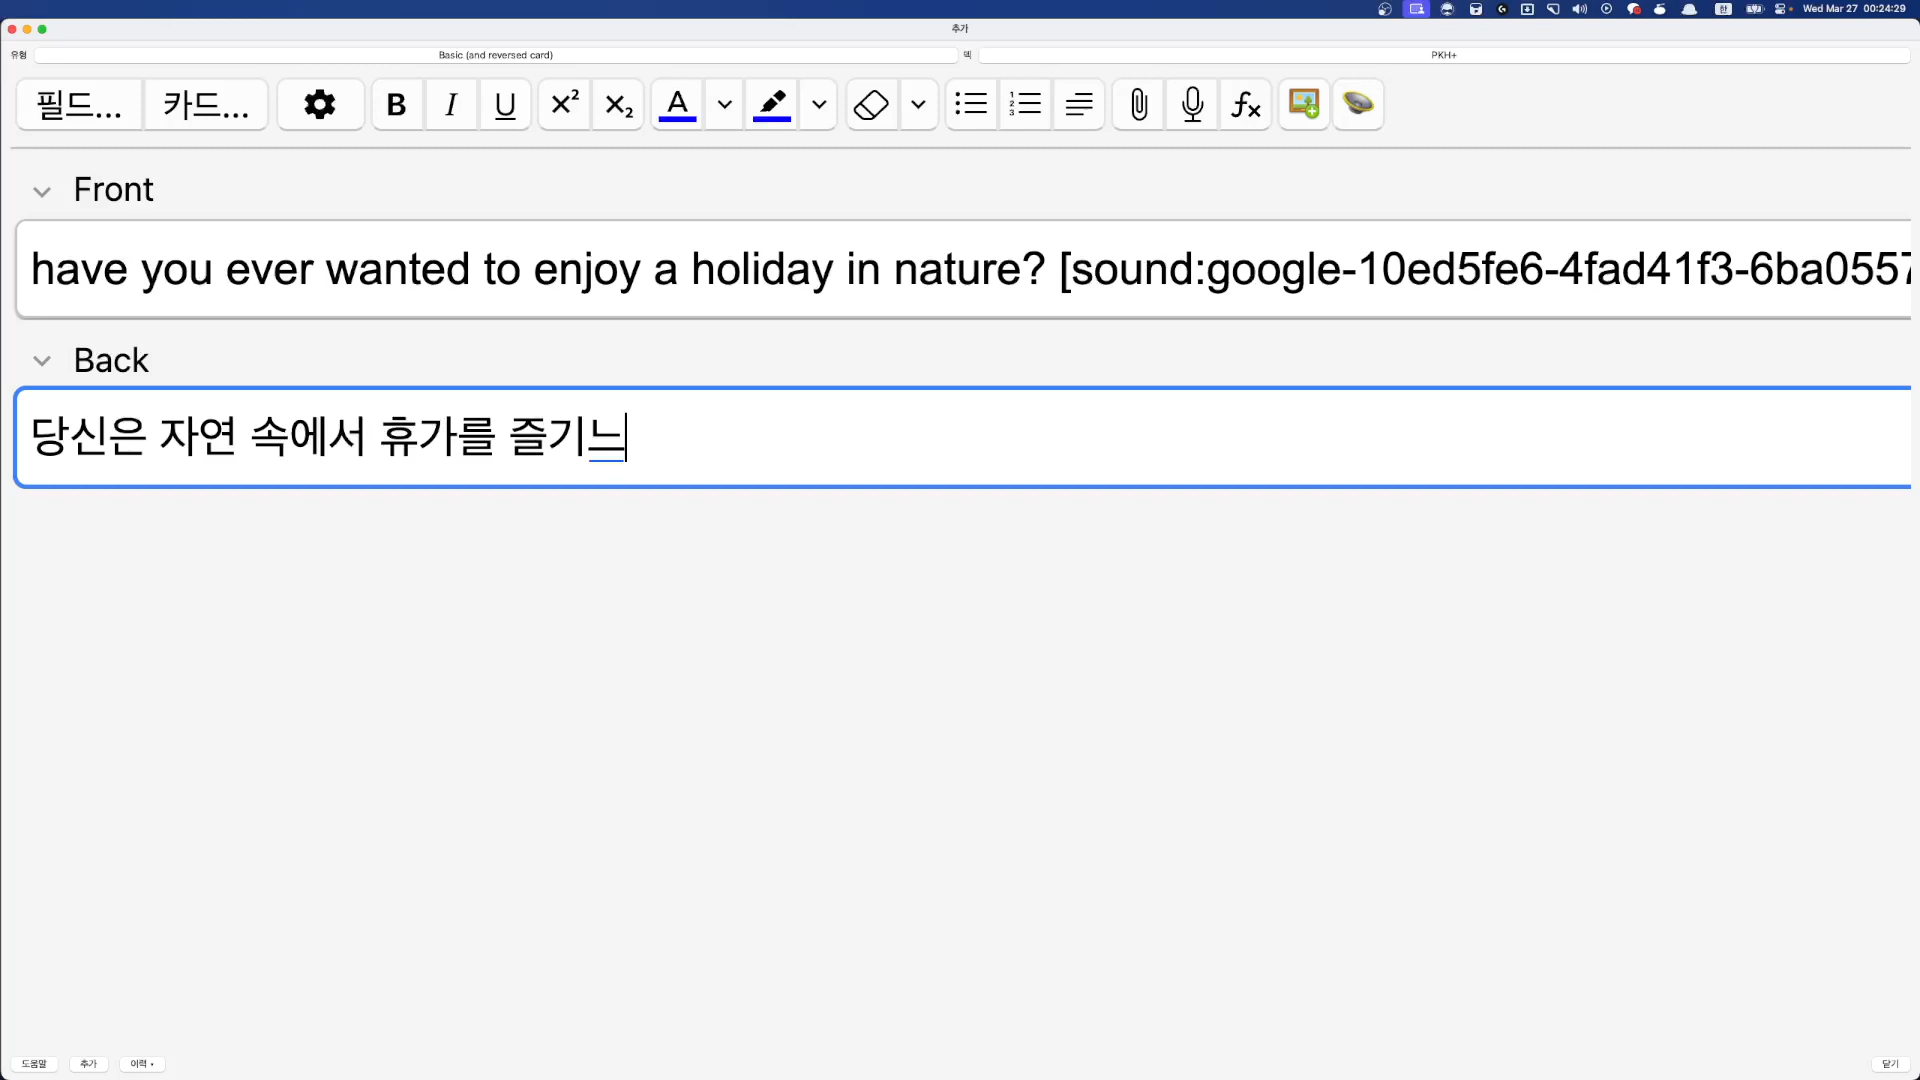 Wed Mar 27 00:24:29
추가
유형 Basic (and reversed card) 덱 PKH+
필드... 카드... B I U x² x₂ A fx
Front
have you ever wanted to enjoy a holiday in nature? [sound:google-10ed5fe6-4fad41f3-6ba0557
Back
당신은 자연 속에서 휴가를 즐기느
도움말 추가 이력 닫기